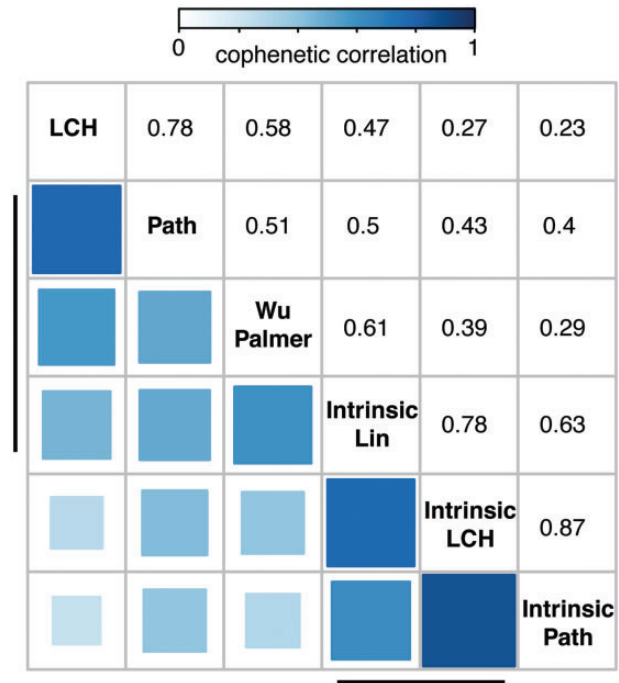 0 1
cophenetic correlation
LCH 0.78 0.58 0.47 0.27 0.23
Path 0.51 0.5 0.43 0.4
Wu
Palmer 0.61 0.39 0.29
Intrinsic
Lin 0.78 0.63
Intrinsic
LCH 0.87
Intrinsic
Path